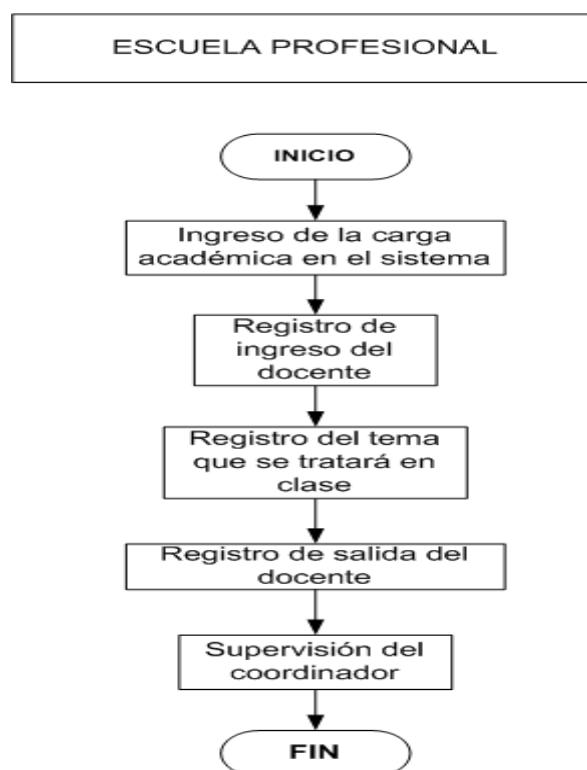 ESCUELA PROFESIONAL
INICIO
Ingreso de la carga
académica en el sistema
Registro de
ingreso del
docente
Registro del tema
que se tratará en
clase
Registro de salida del
docente
Supervisión del
coordinador
FIN